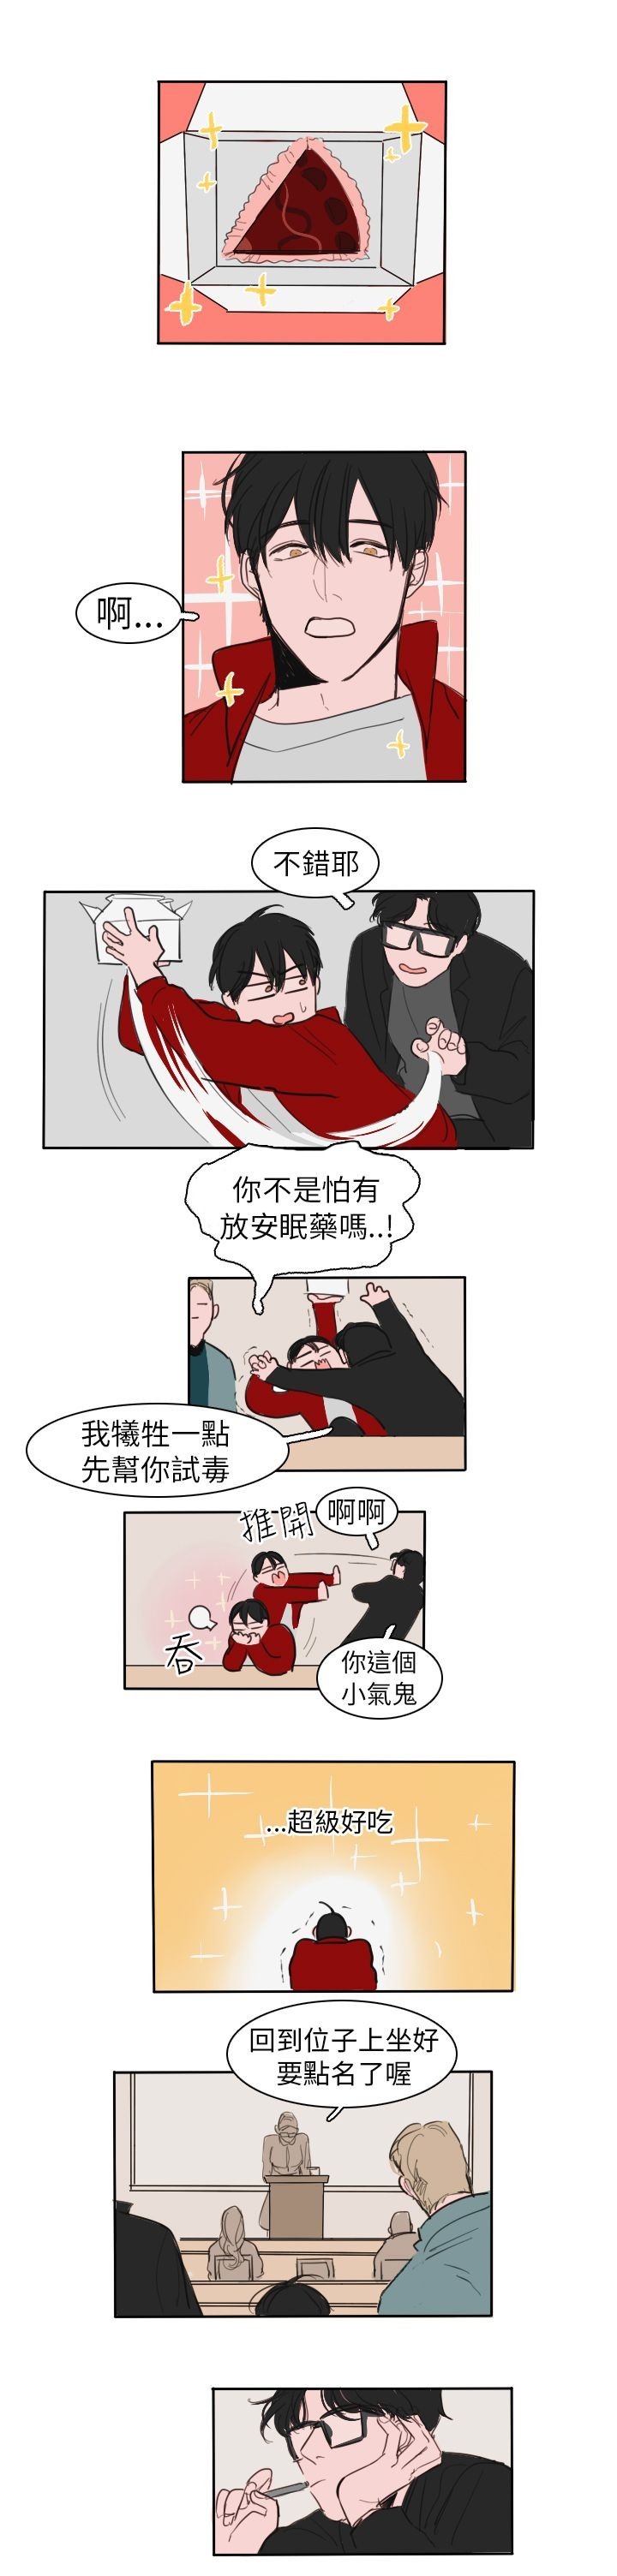 啊...
不錯耶
你不是怕有
放安眠藥嗎..!
我犧牲一點
先幫你試毒
推開
啊啊
吞
你這個
小氣鬼
...超級好吃
回到位子上坐好
要點名了喔